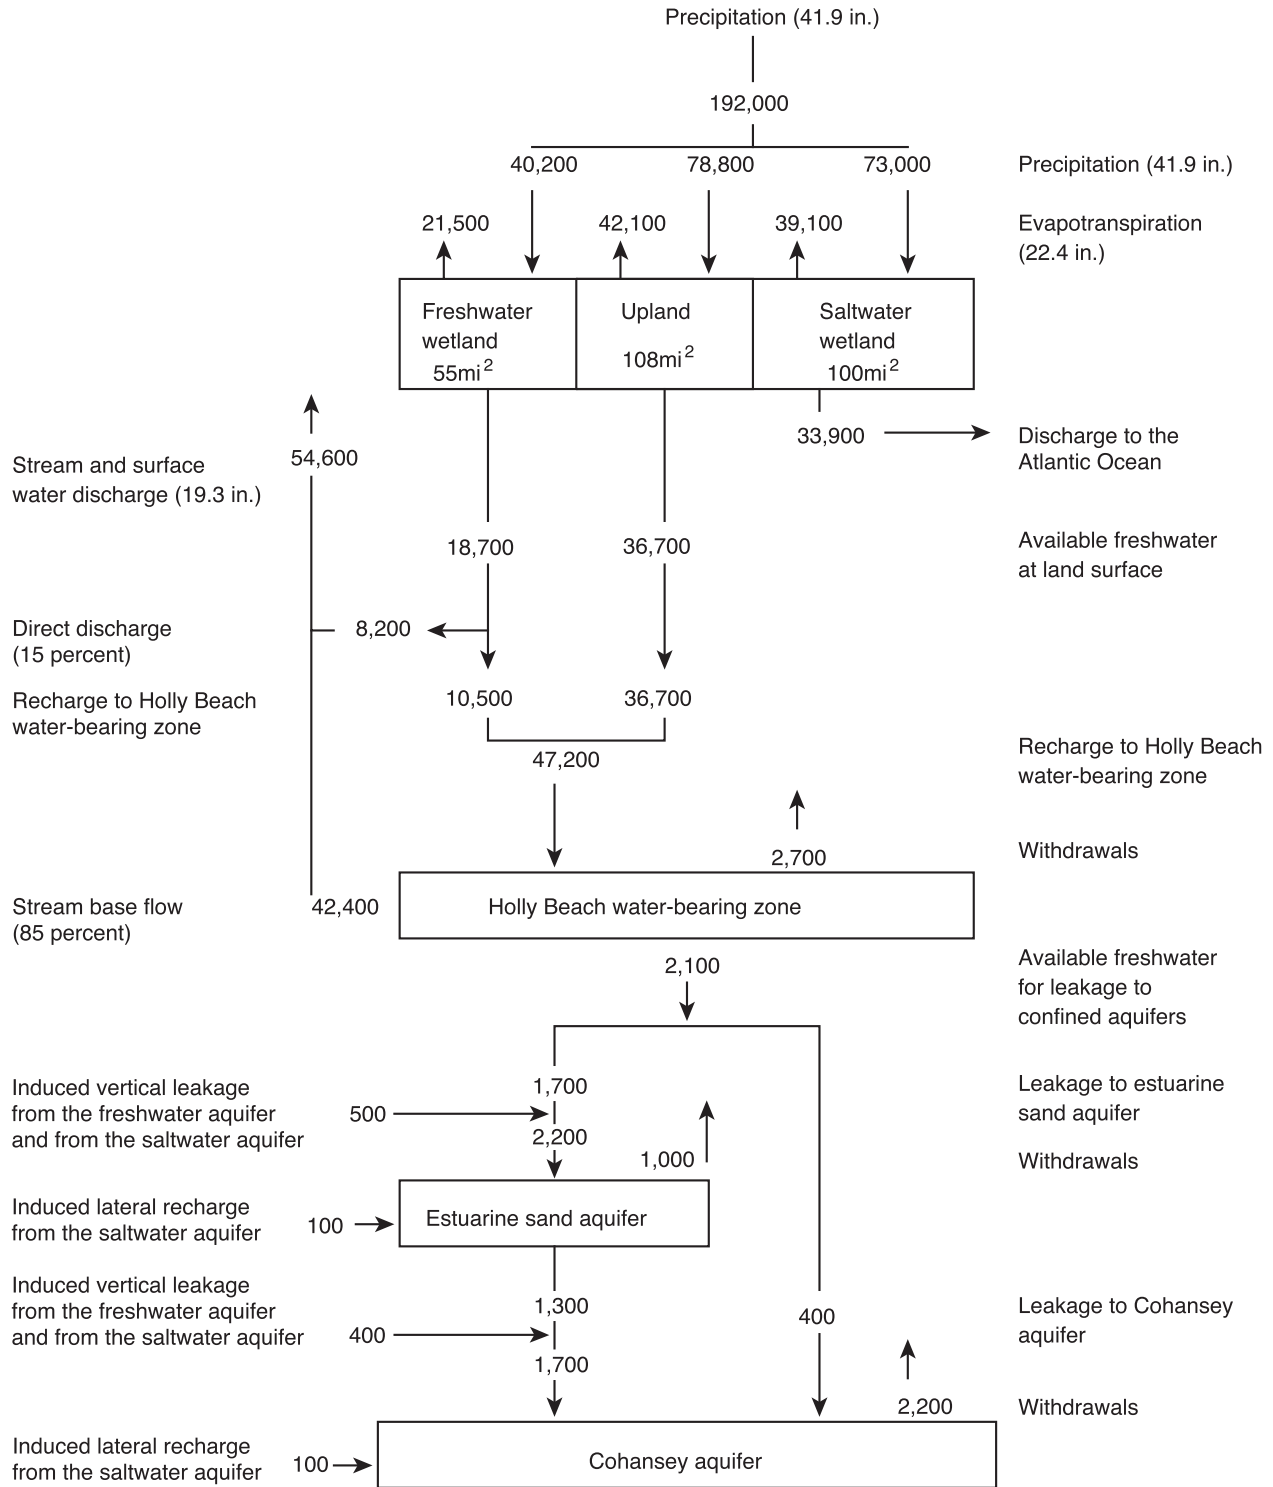 Precipitation (41.9 in.)
192,000
40,200
78,800
73,000
Precipitation (41.9 in.)
21,500
42,100
39,100
Evapotranspiration
(22.4 in.)
Freshwater
wetland
55mi2
Upland
108mi2
Saltwater
wetland
100mi2
33,900
Discharge to the
Atlantic Ocean
Stream and surface
water discharge (19.3 in.)
54,600
18,700
36,700
Available freshwater
at land surface
Direct discharge
(15 percent)
8,200
Recharge to Holly Beach
water-bearing zone
10,500
36,700
47,200
Recharge to Holly Beach
water-bearing zone
2,700
Withdrawals
Stream base flow
(85 percent)
42,400
Holly Beach water-bearing zone
2,100
Available freshwater
for leakage to
confined aquifers
Induced vertical leakage
from the freshwater aquifer
and from the saltwater aquifer
500
1,700
2,200
Leakage to estuarine
sand aquifer
1,000
Withdrawals
Induced lateral recharge
from the saltwater aquifer
100
Estuarine sand aquifer
Induced vertical leakage
from the freshwater aquifer
and from the saltwater aquifer
400
1,300
1,700
400
Leakage to Cohansey
aquifer
2,200
Withdrawals
Induced lateral recharge
from the saltwater aquifer
100
Cohansey aquifer